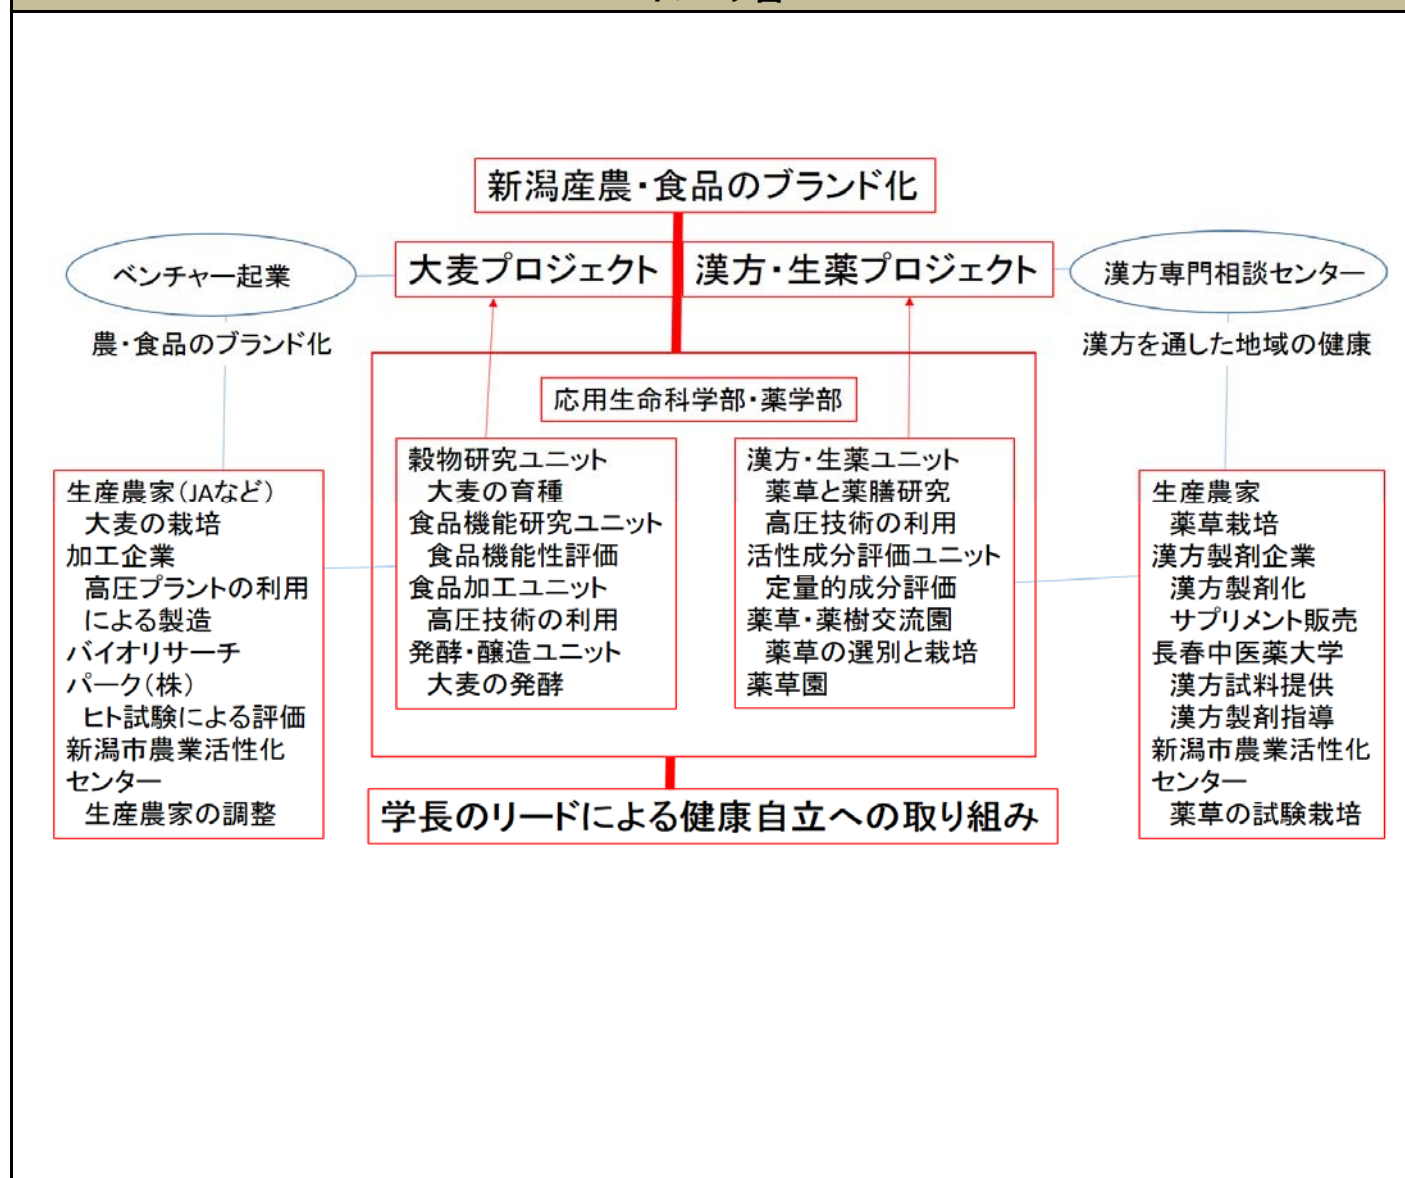 新潟産農・食品のブランド化
ベンチャー起業
大麦プロジェクト
漢方・生薬プロジェクト
漢方専門相談センター
農・食品のブランド化
漢方を通した地域の健康
応用生命科学部・薬学部
生産農家（JAなど）
大麦の栽培
加工企業
高圧プラントの利用
による製造
バイオリサーチ
パーク（株）
ヒト試験による評価
新潟市農業活性化
センター
生産農家の調整
穀物研究ユニット
大麦の育種
食品機能研究ユニット
食品機能性評価
食品加工ユニット
高圧技術の利用
発酵・醸造ユニット
大麦の発酵
漢方・生薬ユニット
薬草と薬膳研究
高圧技術の利用
活性成分評価ユニット
定量的成分評価
薬草・薬樹交流園
薬草の選別と栽培
薬草園
生産農家
薬草栽培
漢方製剤企業
漢方製剤化
サプリメント販売
長春中医薬大学
漢方試料提供
漢方製剤指導
新潟市農業活性化
センター
薬草の試験栽培
学長のリードによる健康自立への取り組み